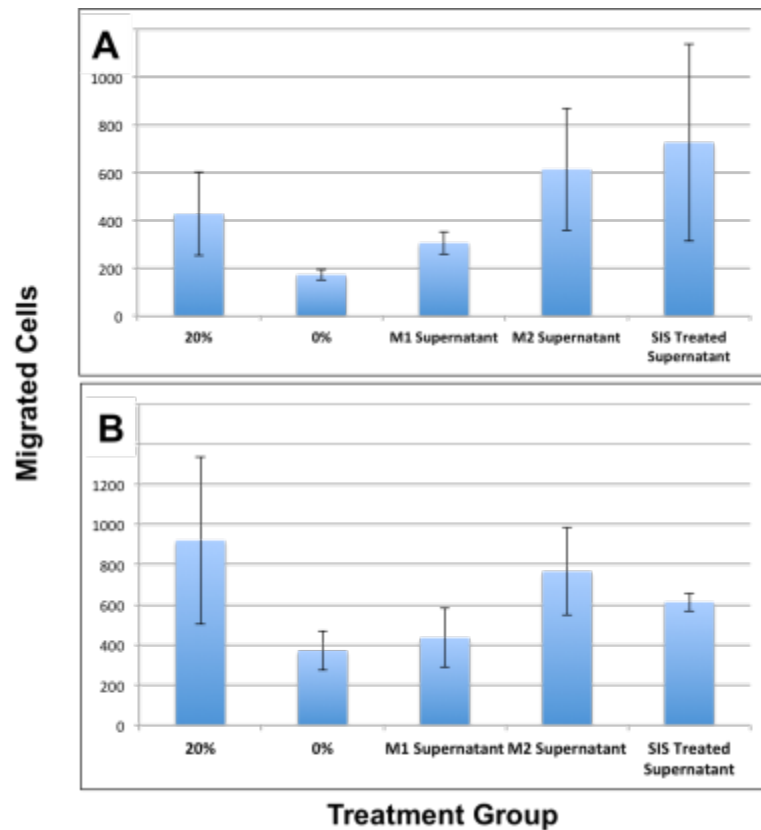 Migrated Cells
A
1000
800
600
400
200
0
20%
0%
M1 Supernatant
M2 Supernatant
SIS Treated
Supernatant
B
1200
1000
800
600
400
200
0
20%
0%
M1 Supernatant
M2 Supernatant
SIS Treated
Supernatant
Treatment Group